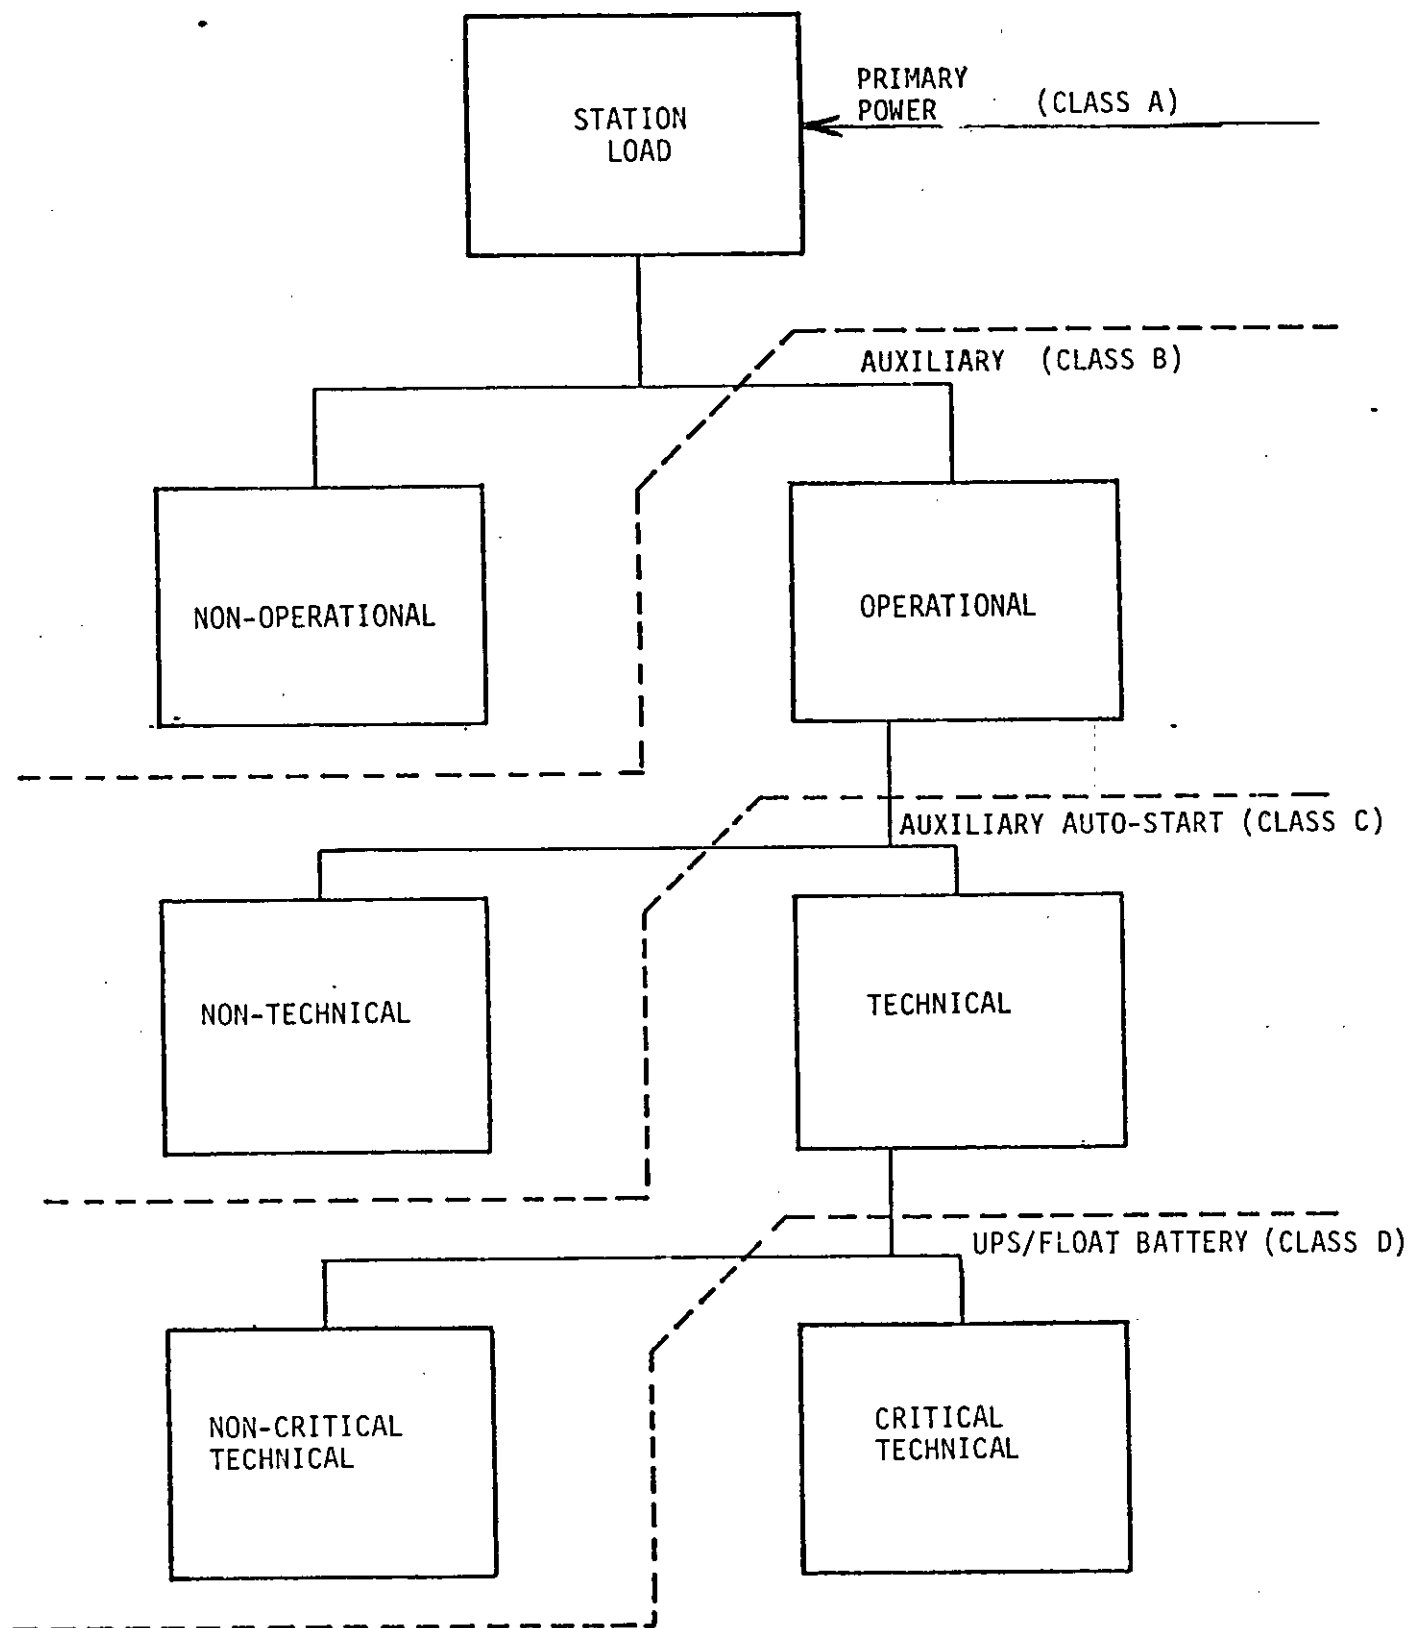 STATION
LOAD
PRIMARY
POWER
(CLASS A)
AUXILIARY (CLASS B)
NON-OPERATIONAL
OPERATIONAL
AUXILIARY AUTO-START (CLASS C)
NON-TECHNICAL
TECHNICAL
UPS/FLOAT BATTERY (CLASS D)
NON-CRITICAL
TECHNICAL
CRITICAL
TECHNICAL